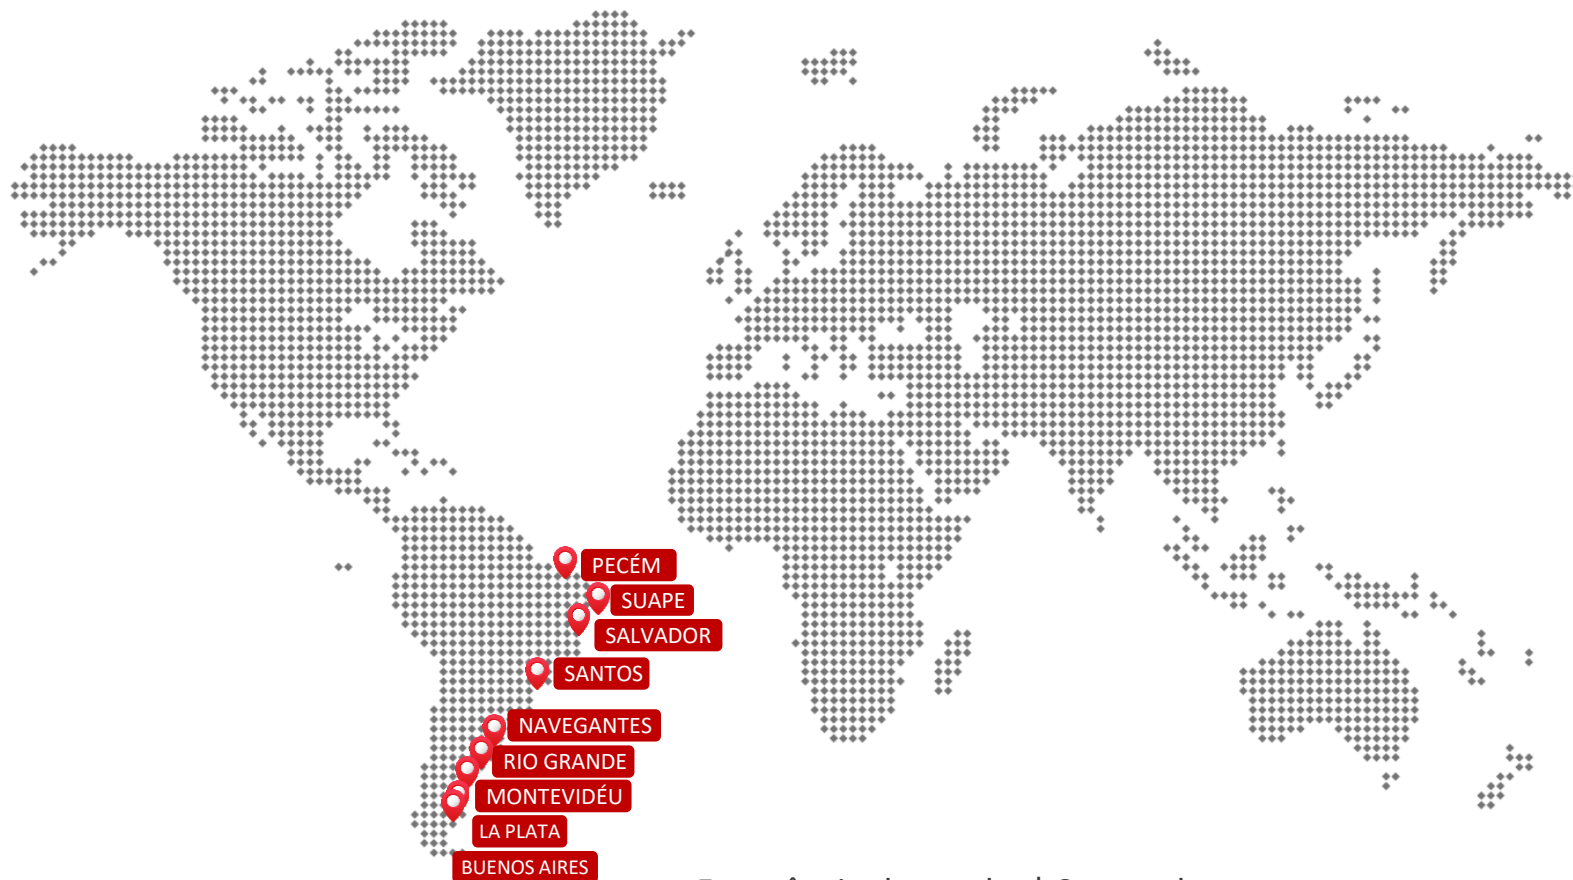 PECÉM
SUAPE
SALVADOR
SANTOS
NAVEGANTES
RIO GRANDE
MONTEVIDÉU
LA PLATA
BUENOS AIRES